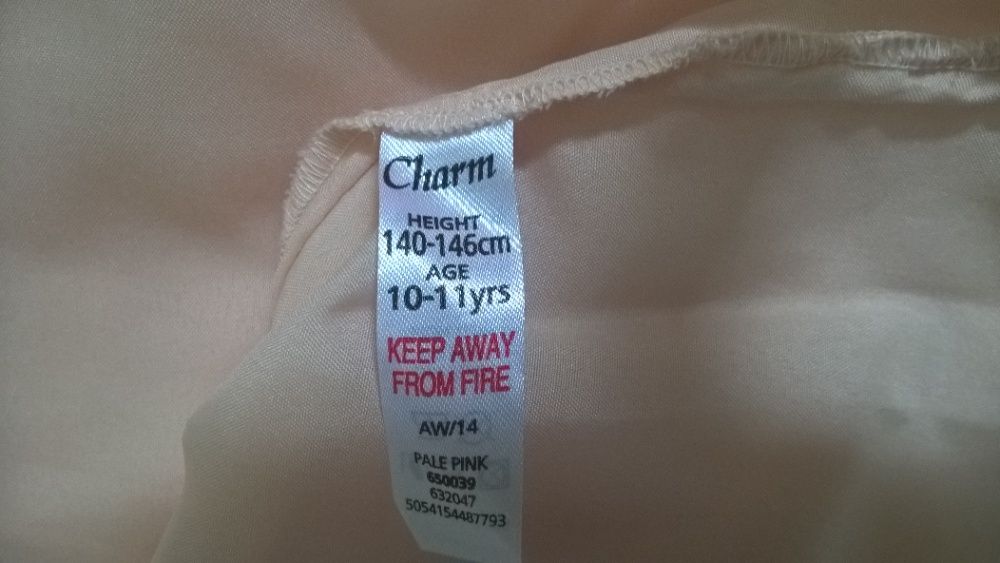 Charm
HEIGHT
140-146cm
AGE
10-11yrs
KEEP AWAY
FROM FIRE
AW/14
PALE PINK
650039
632047
5054154487793